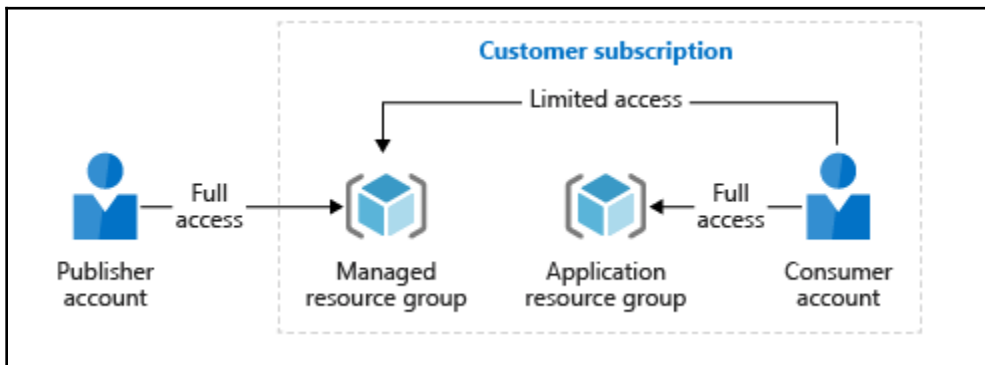 Customer subscription
Limited access
Full
access
Full
access
Publisher
account
Managed
resource group
Application
resource group
Consumer
account